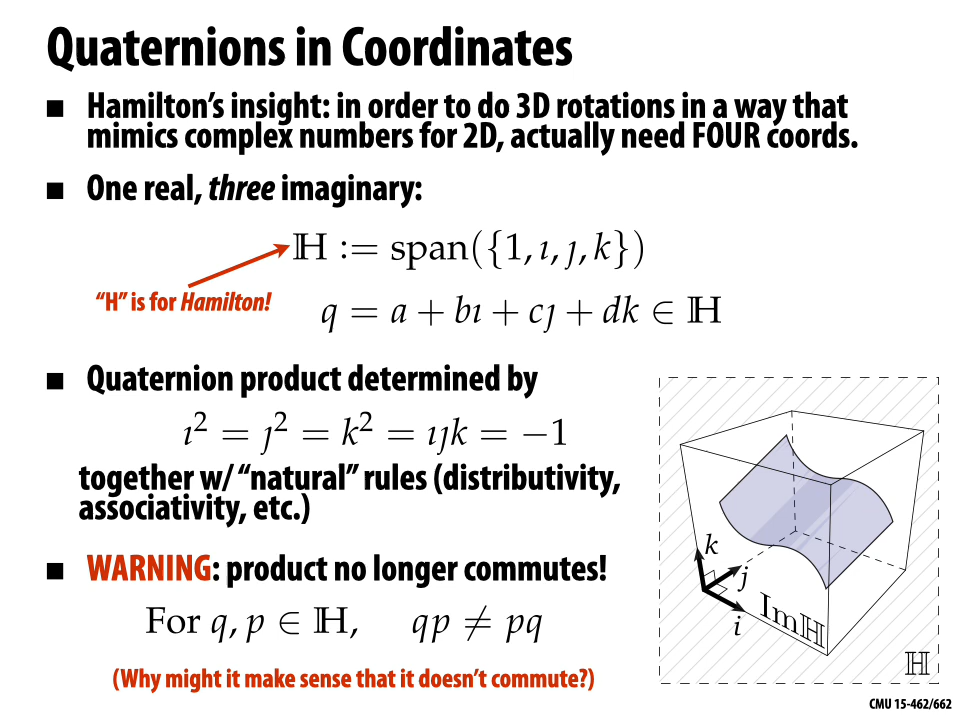 Quaternions in Coordinates
■ Hamilton's insight: in order to do 3D rotations in a way that
mimics complex numbers for 2D, actually need FOUR coords.
■ One real, three imaginary:
ℍ := span({1, ı, ȷ, k})
"H" is for Hamilton!
q = a + bı + cȷ + dk ∈ ℍ
■ Quaternion product determined by
ı² = ȷ² = k² = ıȷk = −1
together w/ "natural" rules (distributivity,
associativity, etc.)
■ WARNING: product no longer commutes!
For q, p ∈ ℍ, qp ≠ pq
(Why might it make sense that it doesn't commute?)
k
j
i
Imℍ
ℍ
CMU 15-462/662